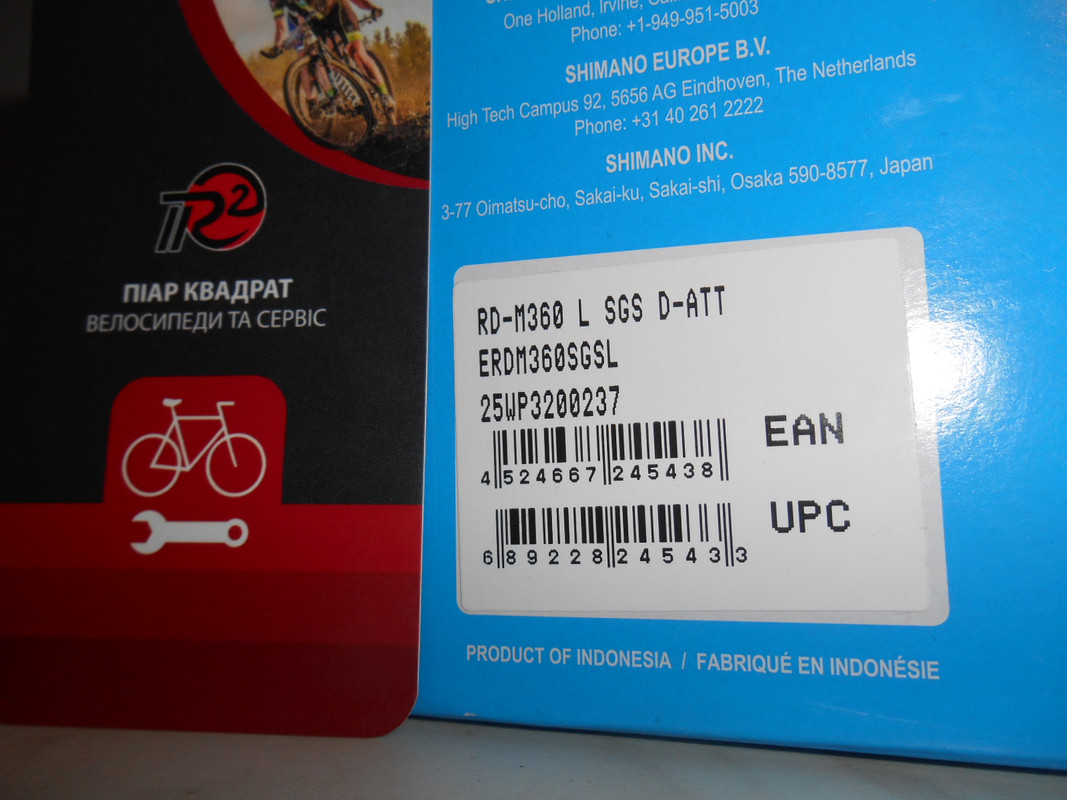 R2
ПІАР КВАДРАТ
ВЕЛОСИПЕДИ ТА СЕРВІС
One Holland, Irvine,
Phone: +1-949-951-5003
SHIMANO EUROPE B.V.
High Tech Campus 92, 5656 AG Eindhoven, The Netherlands
Phone: +31 40 261 2222
SHIMANO INC.
3-77 Oimatsu-cho, Sakai-ku, Sakai-shi, Osaka 590-8577, Japan
RD-M360 L SGS D-ATT
ERDM360SGSL
25WP3200237
4 524667 245438
EAN
6 89228 24543 3
UPC
PRODUCT OF INDONESIA / FABRIQUÉ EN INDONÉSIE